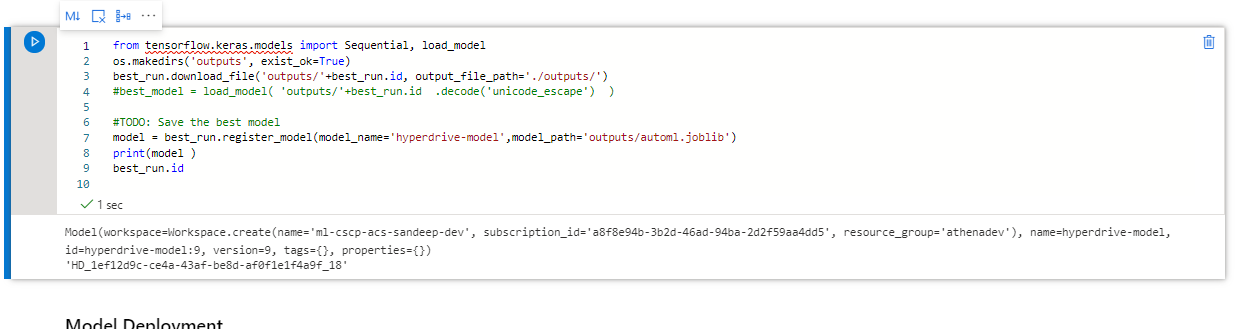 M↓ ···
1 from tensorflow.keras.models import Sequential, load_model
2 os.makedirs('outputs', exist_ok=True)
3 best_run.download_file('outputs/'+best_run.id, output_file_path='./outputs/')
4 #best_model = load_model( 'outputs/'+best_run.id  .decode('unicode_escape')  )
5
6 #TODO: Save the best model
7 model = best_run.register_model(model_name='hyperdrive-model',model_path='outputs/automl.joblib')
8 print(model )
9 best_run.id
10
1 sec
Model(workspace=Workspace.create(name='ml-cscp-acs-sandeep-dev', subscription_id='a8f8e94b-3b2d-46ad-94ba-2d2f59aa4dd5', resource_group='athenadev'), name=hyperdrive-model,
id=hyperdrive-model:9, version=9, tags={}, properties={})
'HD_1ef12d9c-ce4a-43af-be8d-af0f1e1f4a9f_18'
Model Deployment